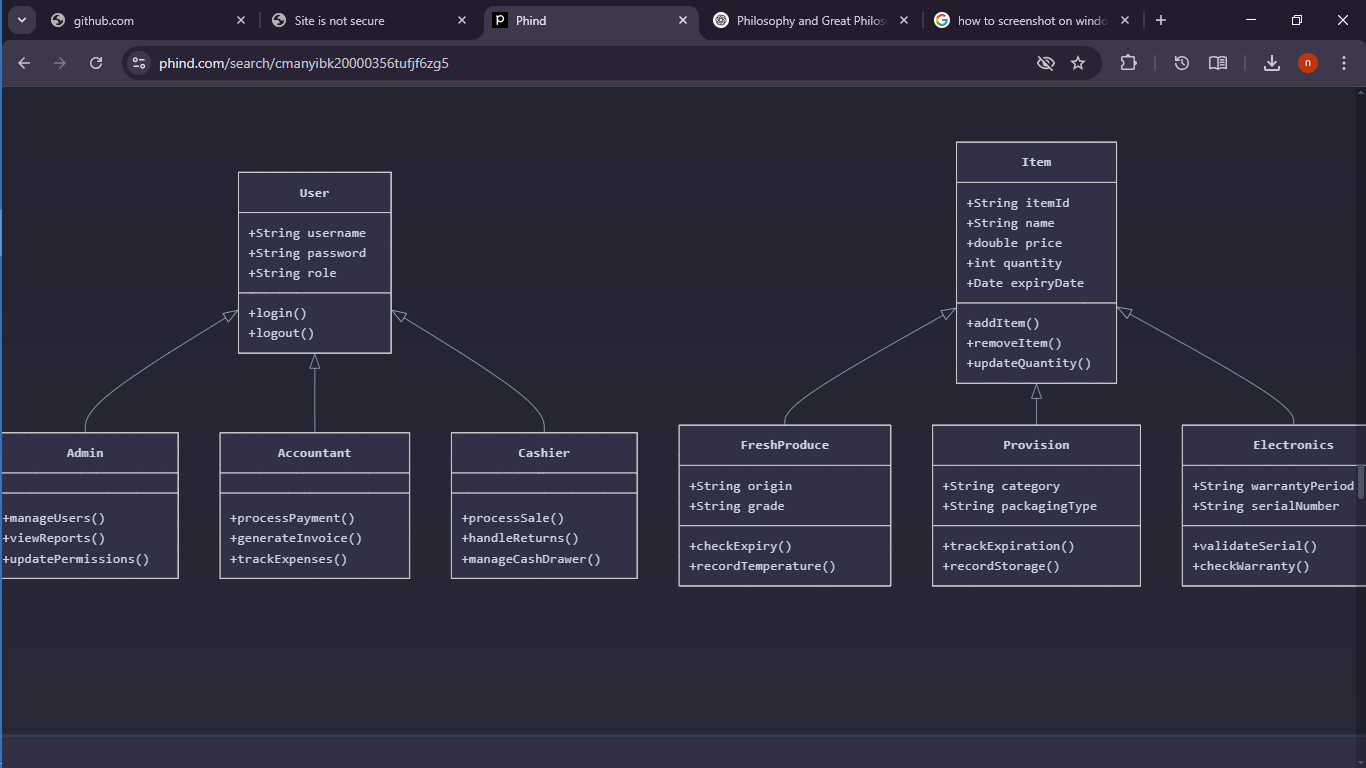 github.com
Site is not secure
Phind
Philosophy and Great Philos
how to screenshot on windo
phind.com/search/cmanyibk20000356tufjf6zg5
n
User
+String username
+String password
+String role
+login()
+logout()
Item
+String itemId
+String name
+double price
+int quantity
+Date expiryDate
+addItem()
+removeItem()
+updateQuantity()
Admin
+manageUsers()
+viewReports()
+updatePermissions()
Accountant
+processPayment()
+generateInvoice()
+trackExpenses()
Cashier
+processSale()
+handleReturns()
+manageCashDrawer()
FreshProduce
+String origin
+String grade
+checkExpiry()
+recordTemperature()
Provision
+String category
+String packagingType
+trackExpiration()
+recordStorage()
Electronics
+String warrantyPeriod
+String serialNumber
+validateSerial()
+checkWarranty()